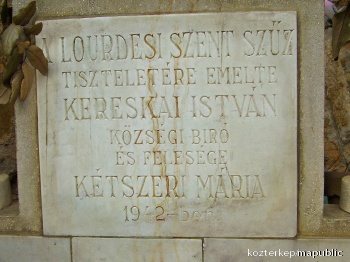 A LOURDESI SZENT SZŰZ
TISZTELETÉRE EMELTE
KERESKAI ISTVÁN
KÖZSÉGI BIRÓ
ÉS FELESÉGE
KÉTSZERI MÁRIA
kozterkepmapublic